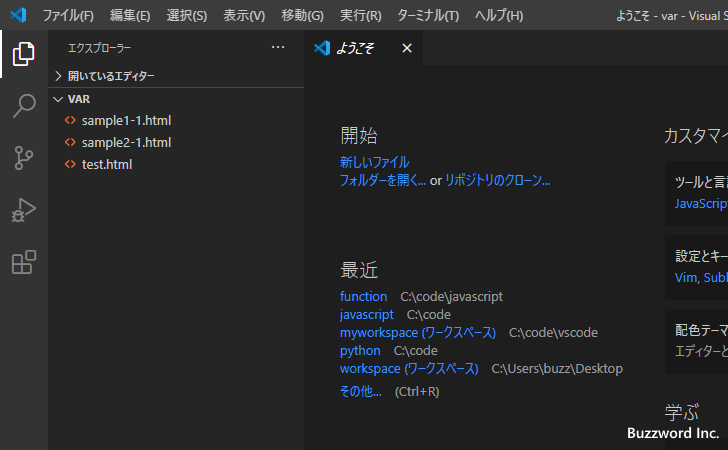 ファイル(F) 編集(E) 選択(S) 表示(V) 移動(G) 実行(R) ターミナル(T) ヘルプ(H) ようこそ - var - Visual S
エクスプローラー ...
ようこそ
開いているエディター
VAR
sample1-1.html
sample2-1.html
test.html
開始
新しいファイル
フォルダーを開く... or リポジトリのクローン...
最近
function C:\code\javascript
javascript C:\code
myworkspace (ワークスペース) C:\code\vscode
python C:\code
workspace (ワークスペース) C:\Users\buzz\Desktop
その他... (Ctrl+R)
カスタマイ
ツールと言
JavaScrip
設定とキー
Vim, Subl
配色テーマ
エディターと
学ぶ
Buzzword Inc.